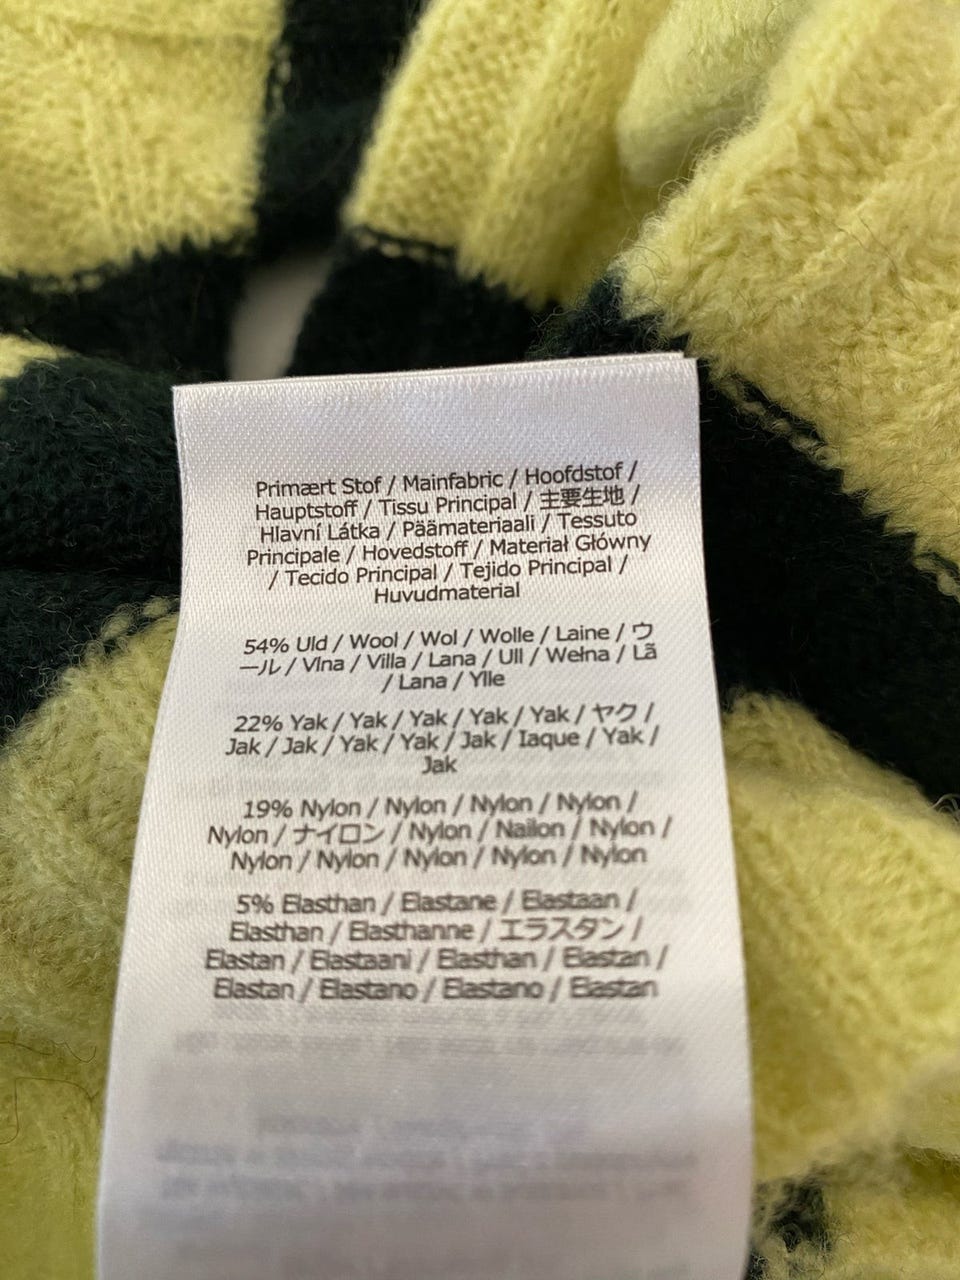 Primært Stof / Mainfabric / Hoofdstof /
Hauptstoff / Tissu Principal / 主要生地 /
Hlavní Látka / Päämateriaali / Tessuto
Principale / Hovedstoff / Materiał Główny
/ Tecido Principal / Tejido Principal /
Huvudmaterial
54% Uld / Wool / Wol / Wolle / Laine / ウ
ール / Vlna / Villa / Lana / Ull / Wełna / Lã
/ Lana / Ylle
22% Yak / Yak / Yak / Yak / Yak / ヤク /
Jak / Jak / Yak / Yak / Jak / Iaque / Yak /
Jak
19% Nylon / Nylon / Nylon / Nylon /
Nylon / ナイロン / Nylon / Nailon / Nylon /
Nylon / Nylon / Nylon / Nylon / Nylon
5% Elasthan / Elastane / Elastaan /
Elasthan / Elasthanne / エラスタン /
Elastan / Elastaani / Elasthan / Elastan /
Elastan / Elastano / Elastano / Elastan